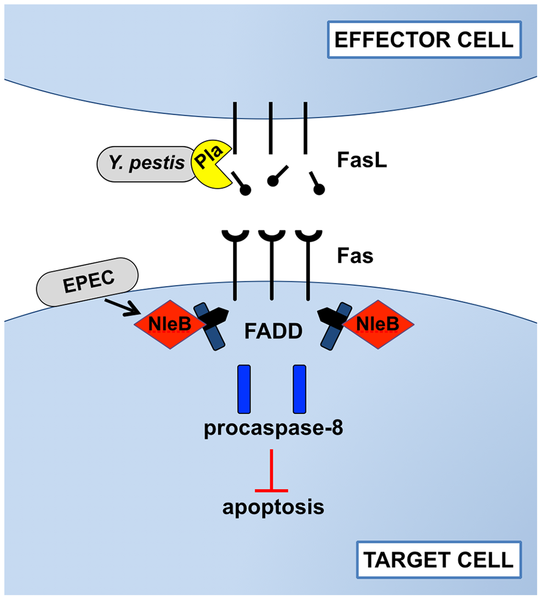 EFFECTOR CELL
Y. pestis
Pla
FasL
Fas
EPEC
NleB
FADD
NleB
procaspase-8
apoptosis
TARGET CELL